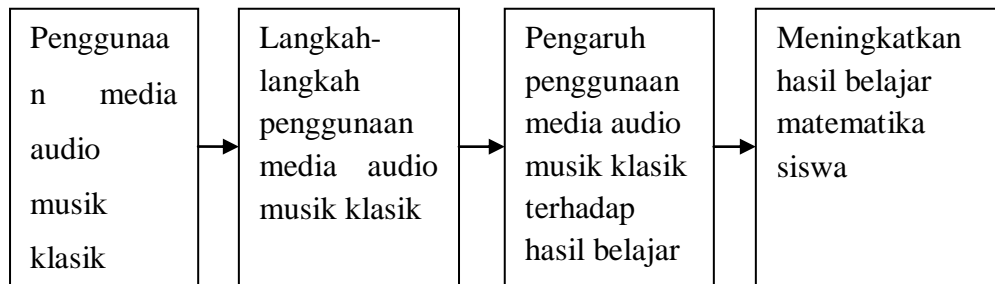 Penggunaa
n media
audio
musik
klasik
Langkah-
langkah
penggunaan
media audio
musik klasik
Pengaruh
penggunaan
media audio
musik klasik
terhadap
hasil belajar
Meningkatkan
hasil belajar
matematika
siswa